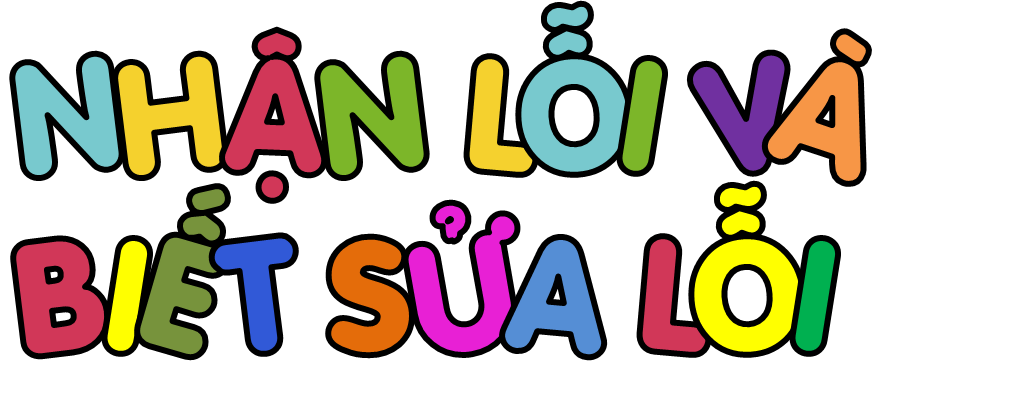 NHẬN LỖI VÀ
BIẾT SỬA LỖI